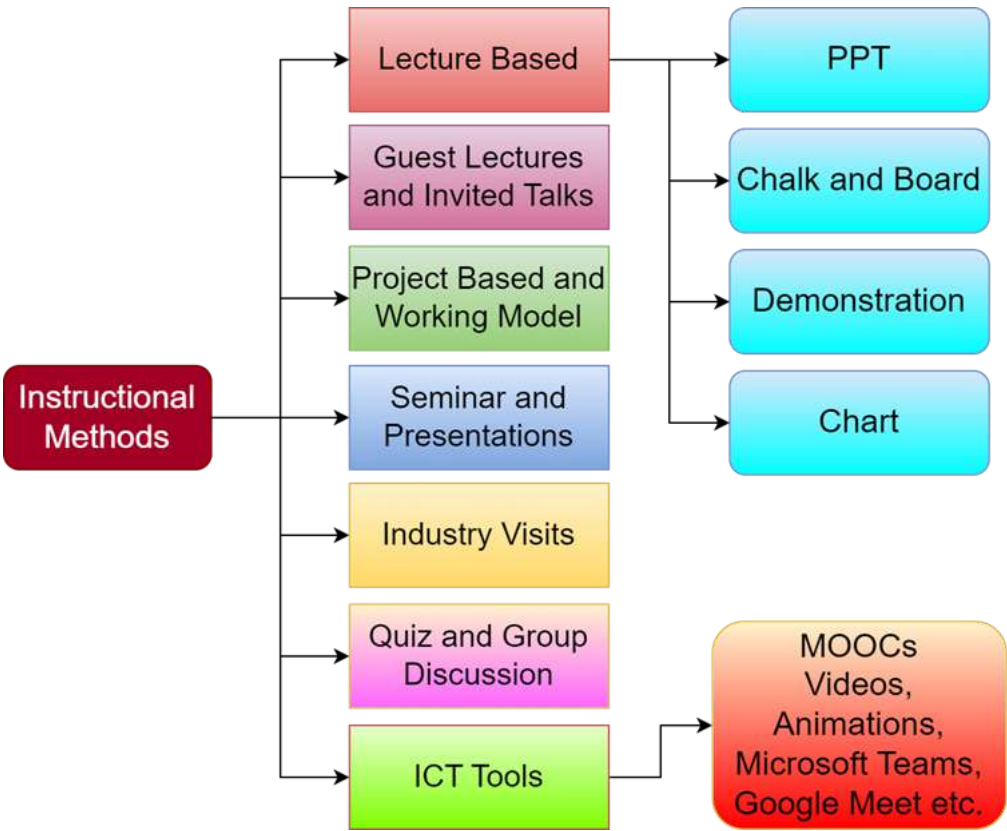 Instructional
Methods
Lecture Based
Guest Lectures
and Invited Talks
Project Based and
Working Model
Seminar and
Presentations
Industry Visits
Quiz and Group
Discussion
ICT Tools
PPT
Chalk and Board
Demonstration
Chart
MOOCs
Videos,
Animations,
Microsoft Teams,
Google Meet etc.